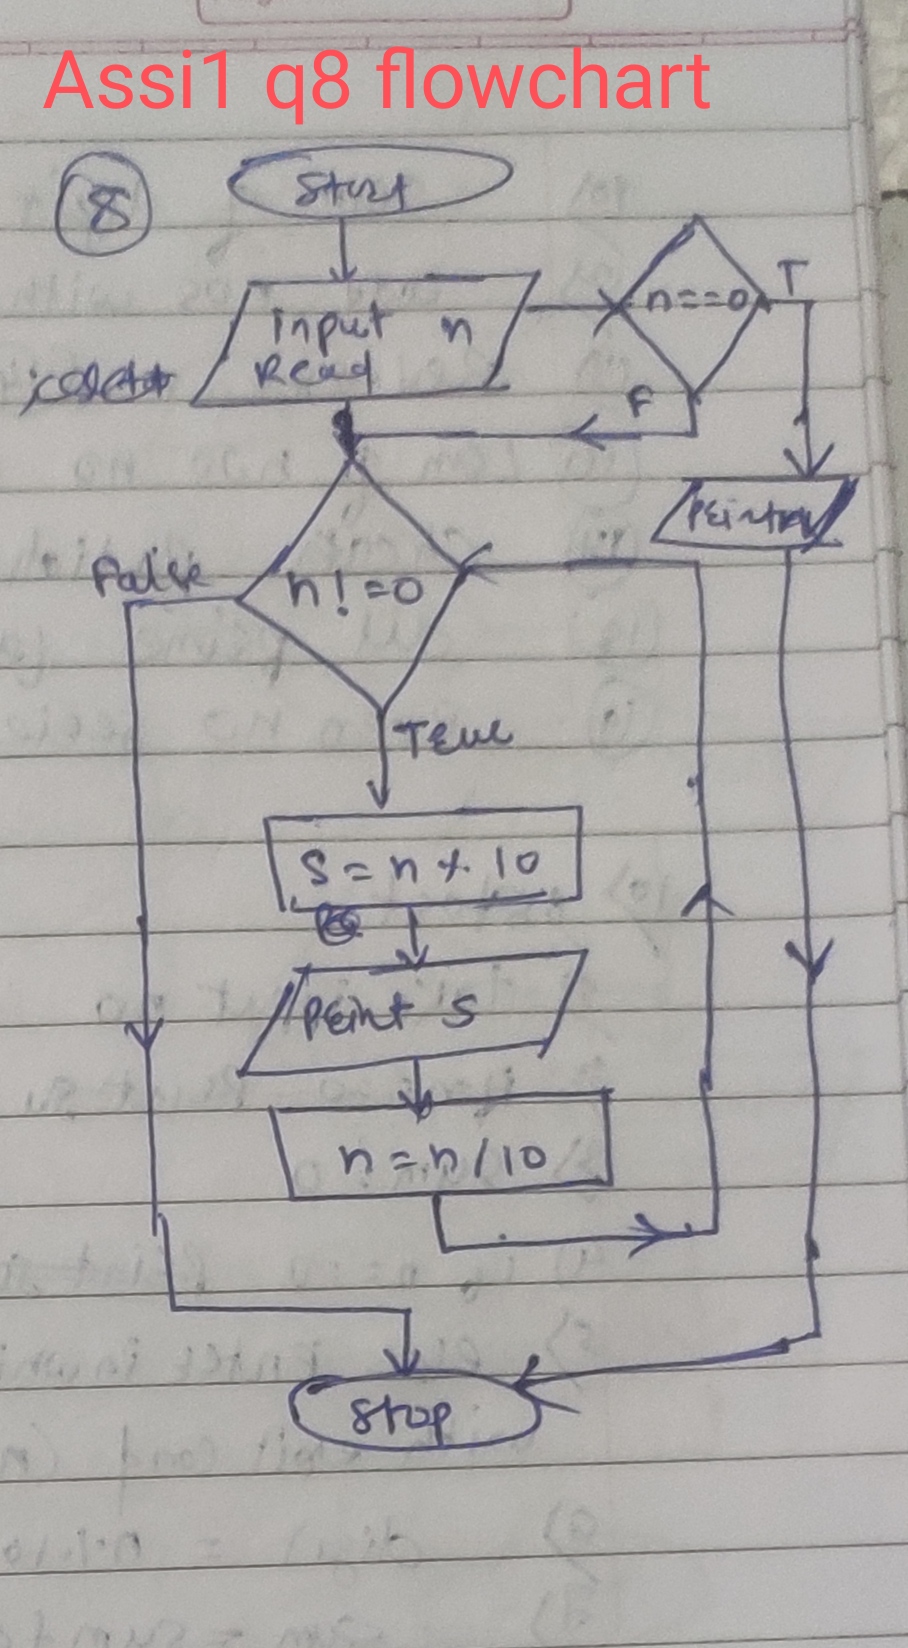 Assi1 q8 flowchart
8
Start
Input n
Read
n==0
T
F
Print n
n!=0
False
True
S = n % 10
Print S
n = n / 10
Stop